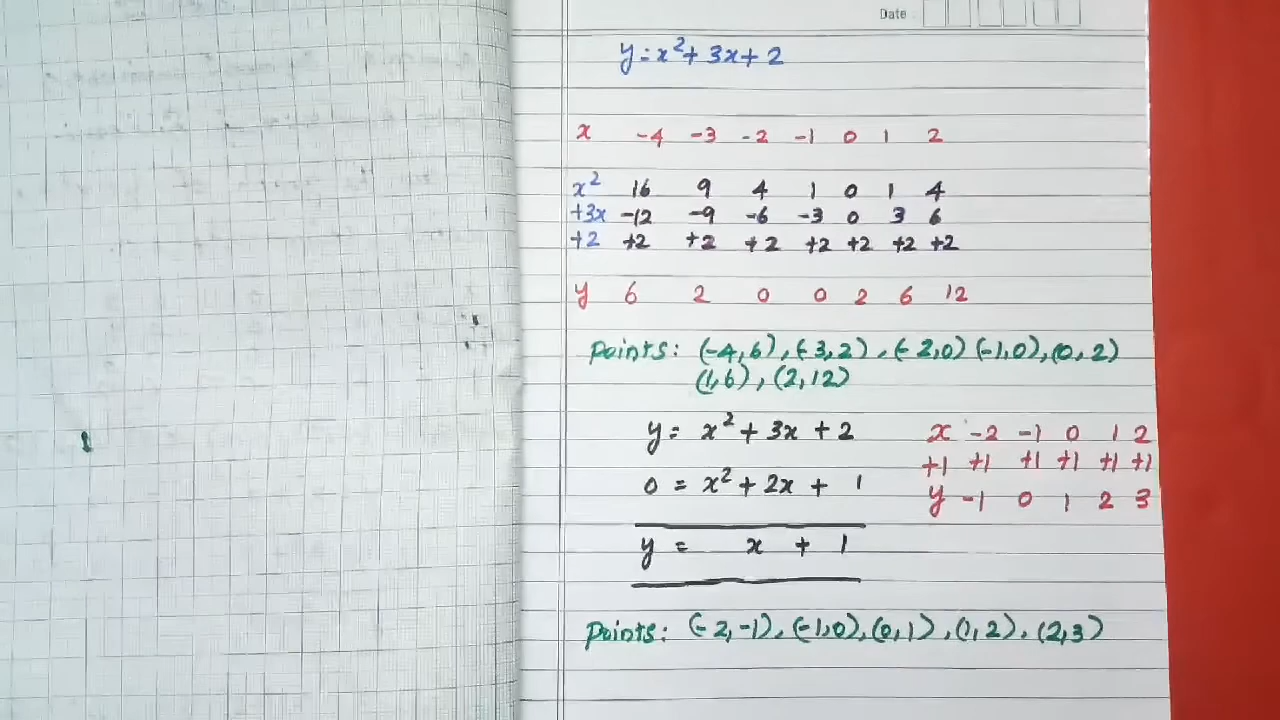 Date
y = x² + 3x + 2
x -4 -3 -2 -1 0 1 2
x² 16 9 4 1 0 1 4
+3x -12 -9 -6 -3 0 3 6
+2 +2 +2 +2 +2 +2 +2 +2
y 6 2 0 0 2 6 12
Points: (-4,6), (-3,2), (-2,0) (-1,0), (0,2)
(1,6), (2,12)
y = x² + 3x + 2
0 = x² + 2x + 1
y = x + 1
x -2 -1 0 1 2
+1 +1 +1 +1 +1 +1
y -1 0 1 2 3
Points: (-2,-1), (-1,0), (0,1), (1,2), (2,3)